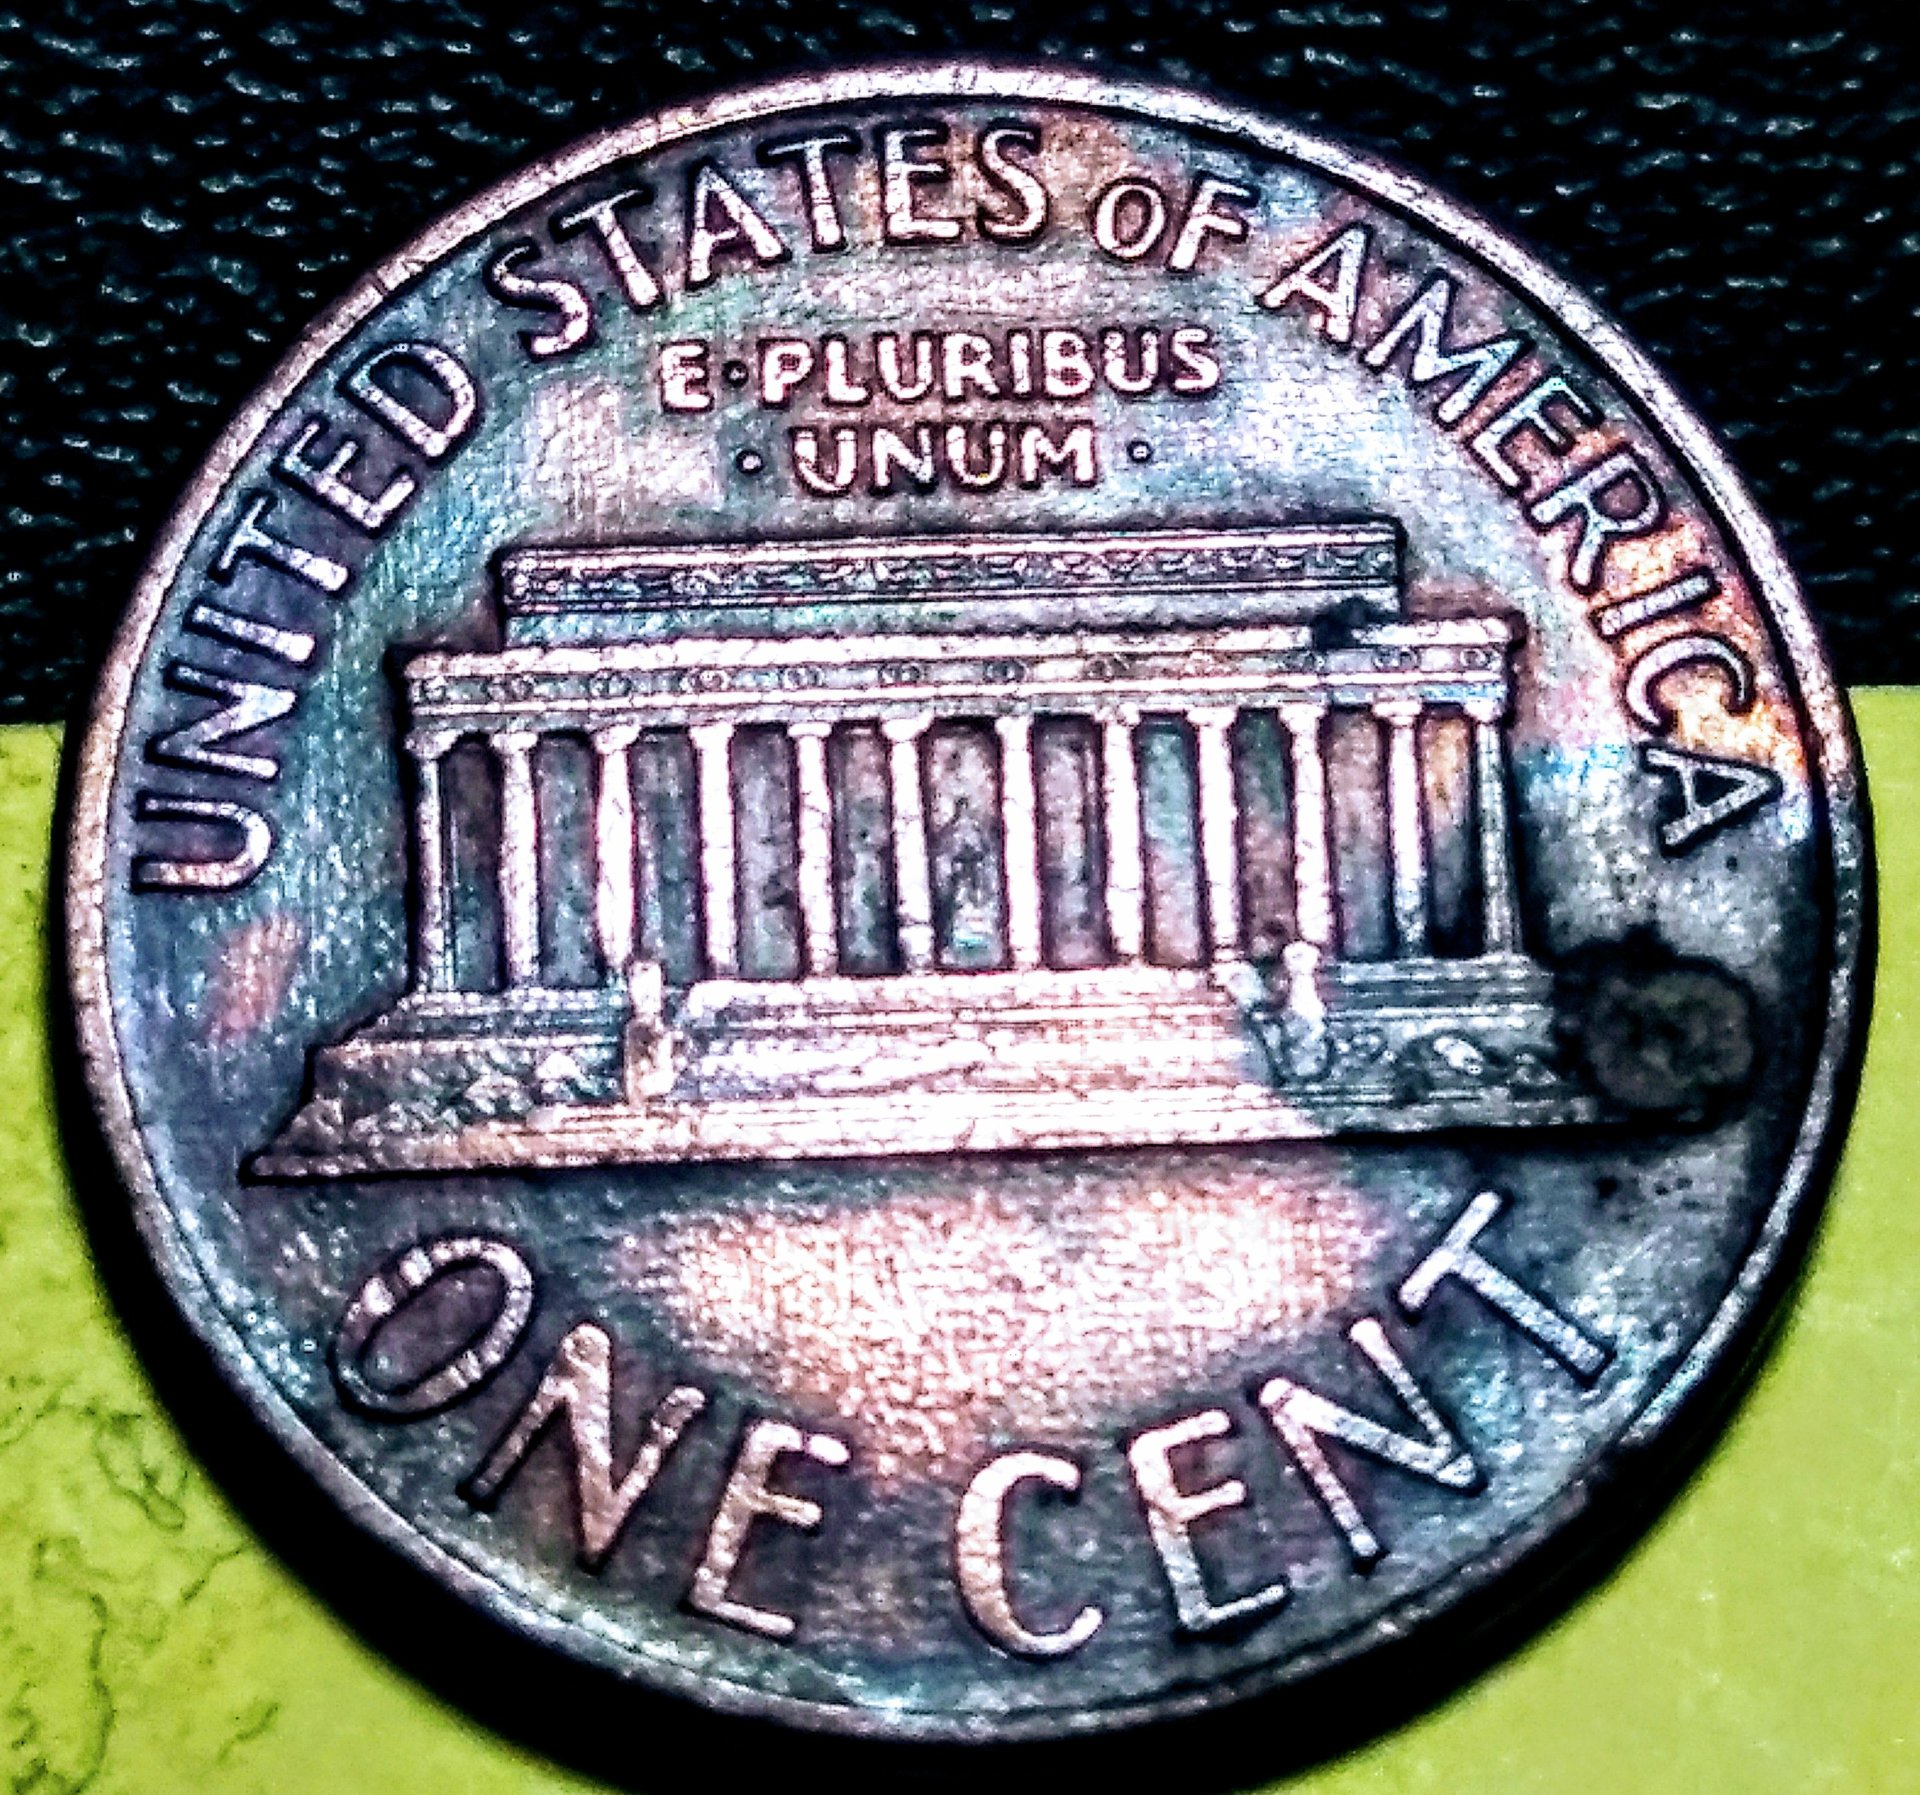 UNITED STATES OF AMERICA
E·PLURIBUS
·UNUM·
ONE CENT